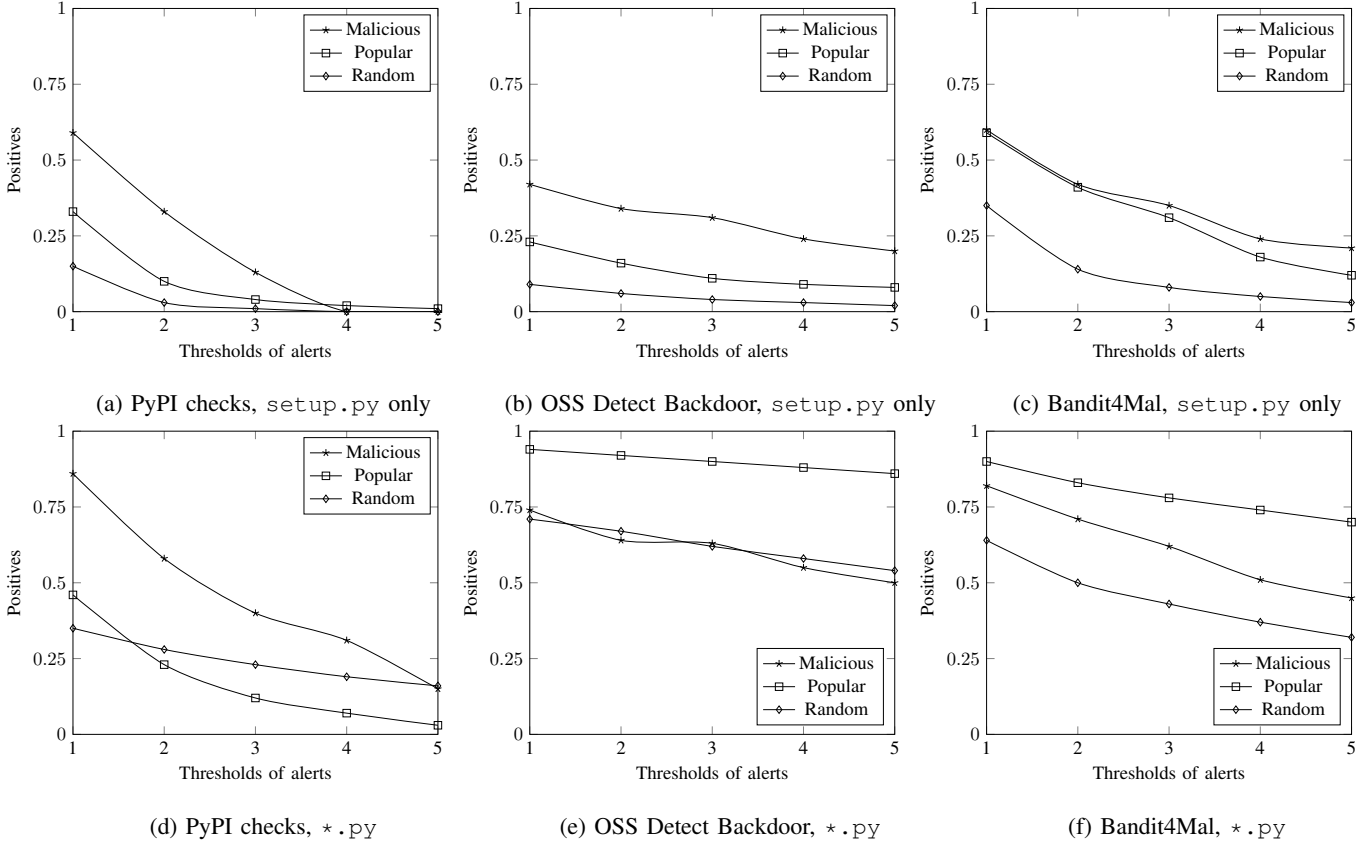 1
0.75
0.5
0.25
0
Positives
1 2 3 4 5
Thresholds of alerts
Malicious
Popular
Random
(a) PyPI checks, setup.py only
1
0.75
0.5
0.25
0
Positives
1 2 3 4 5
Thresholds of alerts
Malicious
Popular
Random
(b) OSS Detect Backdoor, setup.py only
1
0.75
0.5
0.25
0
Positives
1 2 3 4 5
Thresholds of alerts
Malicious
Popular
Random
(c) Bandit4Mal, setup.py only
1
0.75
0.5
0.25
0
Positives
1 2 3 4 5
Thresholds of alerts
Malicious
Popular
Random
(d) PyPI checks, *.py
1
0.75
0.5
0.25
0
Positives
1 2 3 4 5
Thresholds of alerts
Malicious
Popular
Random
(e) OSS Detect Backdoor, *.py
1
0.75
0.5
0.25
0
Positives
1 2 3 4 5
Thresholds of alerts
Malicious
Popular
Random
(f) Bandit4Mal, *.py